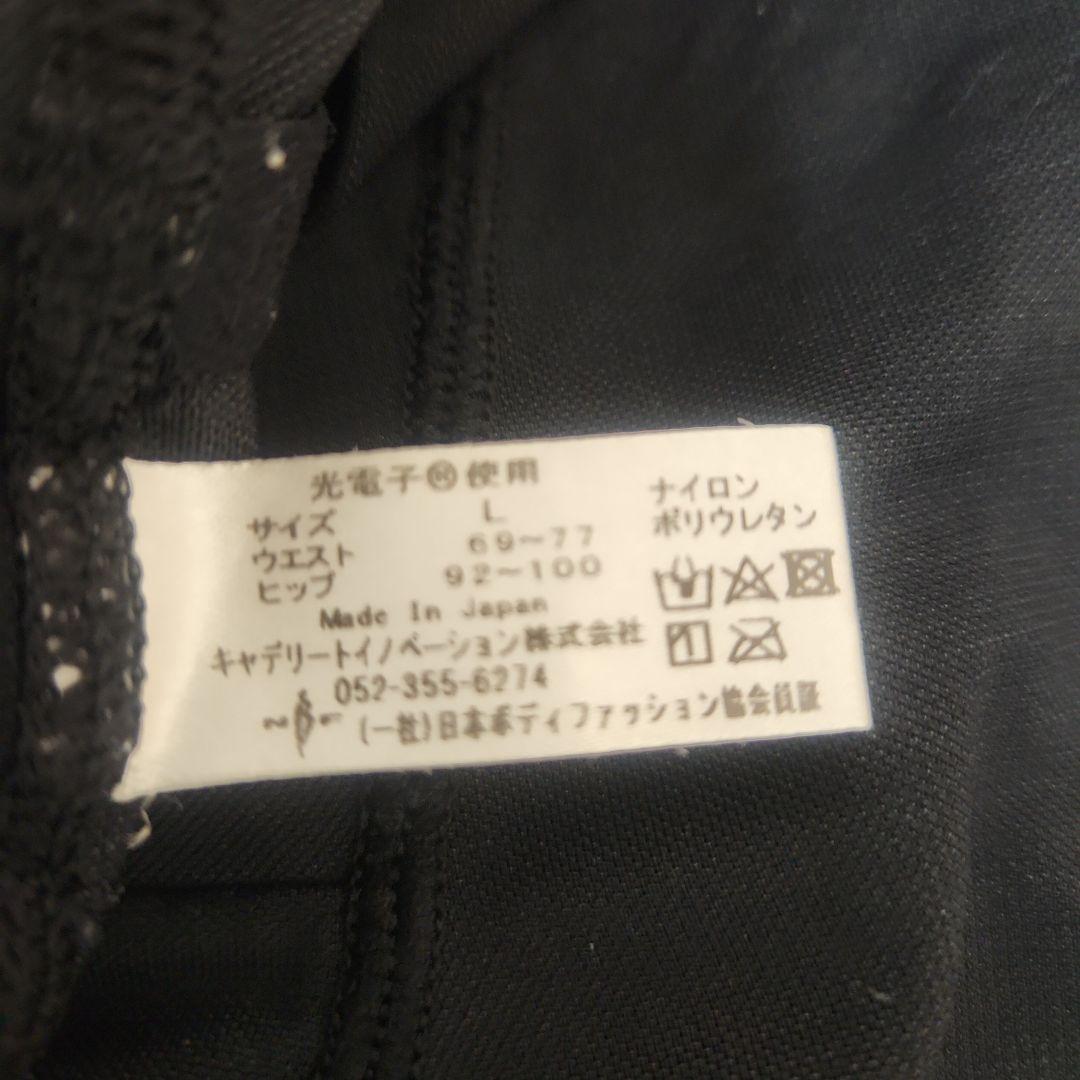 光電子®使用
サイズ L
ウエスト 69～77
ヒップ 92～100
Made In Japan
キャデリートイノベーション株式会社
052-355-6274
(一社)日本ボディファッション協会員証
ナイロン
ポリウレタン